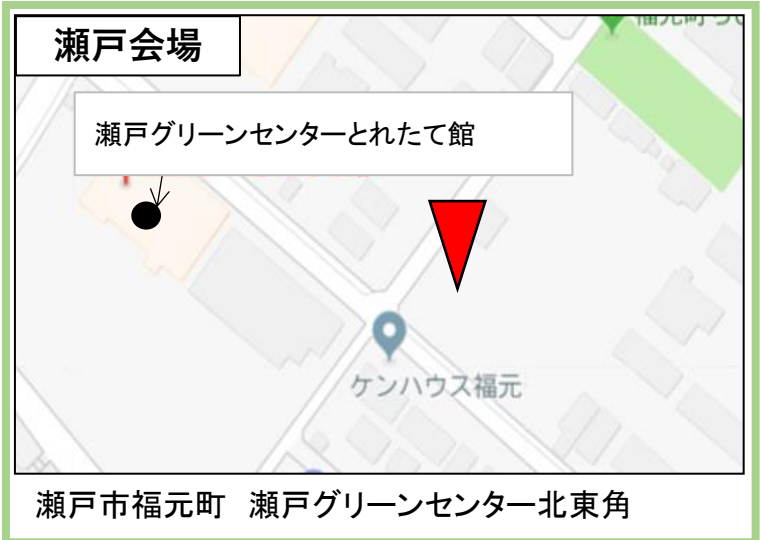 瀬戸会場
瀬戸グリーンセンターとれたて館
ケンハウス福元
瀬戸市福元町　瀬戸グリーンセンター北東角